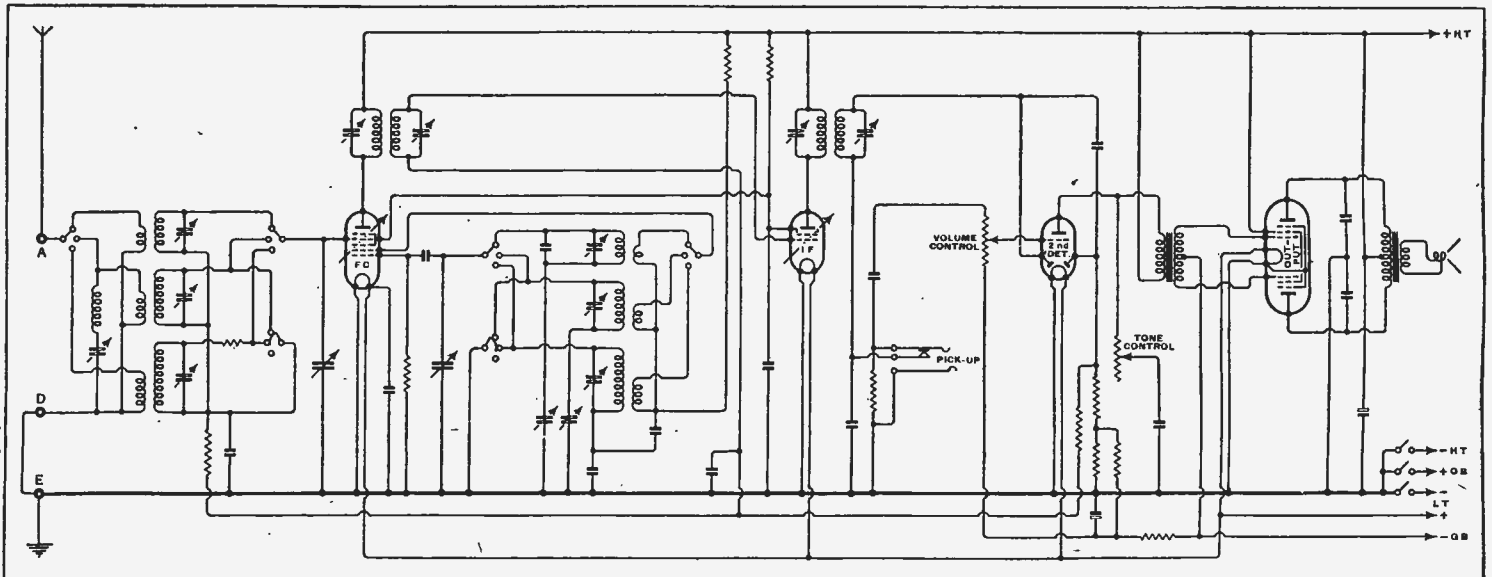 +HT
A
FC
IF
VOLUME
CONTROL
2nd
DET.
OUT-
PUT
TONE
CONTROL
PICK-UP
D
E
-HT
+GB
-
LT
+
-GB